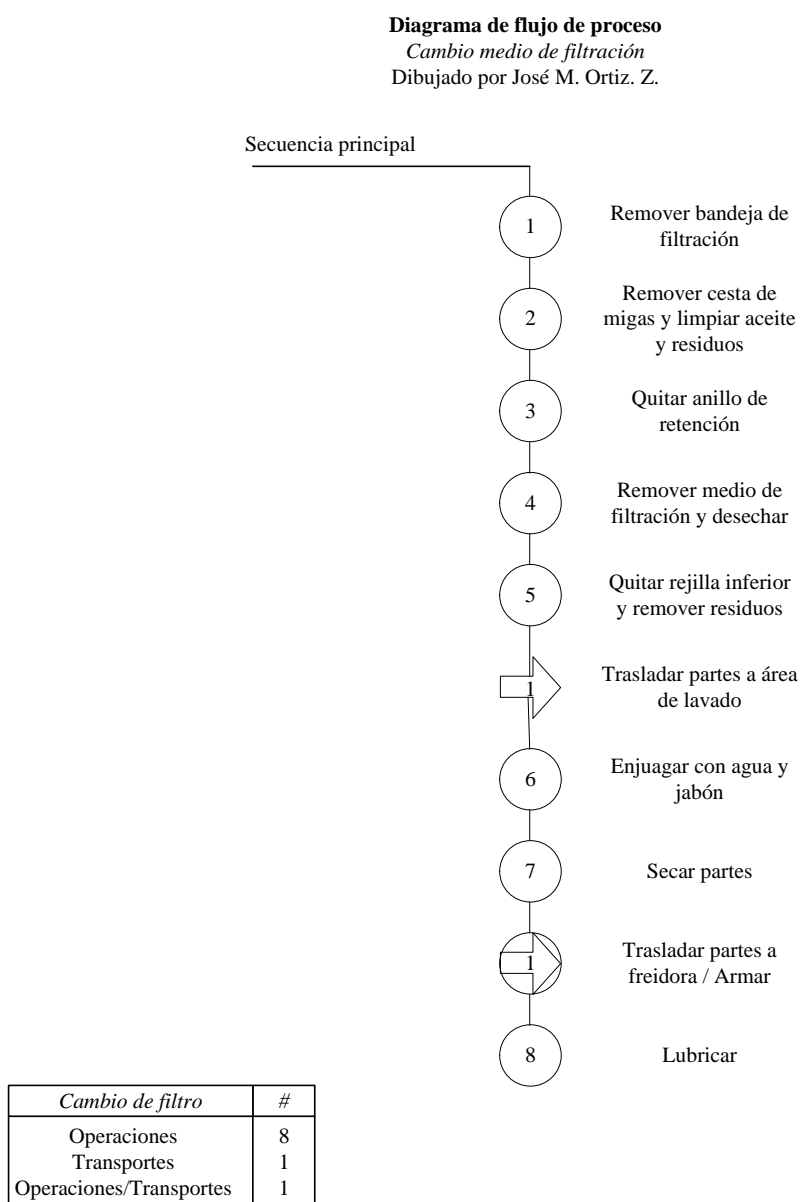 Diagrama de flujo de proceso
Cambio medio de filtración
Dibujado por José M. Ortiz. Z.
Secuencia principal
1
Remover bandeja de
filtración
2
Remover cesta de
migas y limpiar aceite
y residuos
3
Quitar anillo de
retención
4
Remover medio de
filtración y desechar
5
Quitar rejilla inferior
y remover residuos
1
Trasladar partes a área
de lavado
6
Enjuagar con agua y
jabón
7
Secar partes
1
Trasladar partes a
freidora / Armar
8
Lubricar
Cambio de filtro #
Operaciones 8
Transportes 1
Operaciones/Transportes 1